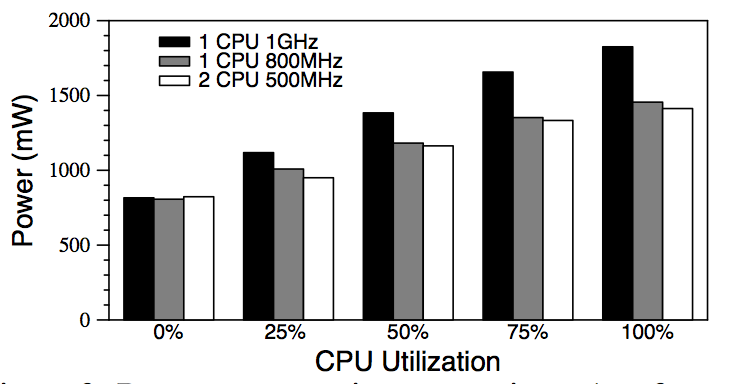 2000
1500
1000
500
0
Power (mW)
1 CPU 1GHz
1 CPU 800MHz
2 CPU 500MHz
0% 25% 50% 75% 100%
CPU Utilization